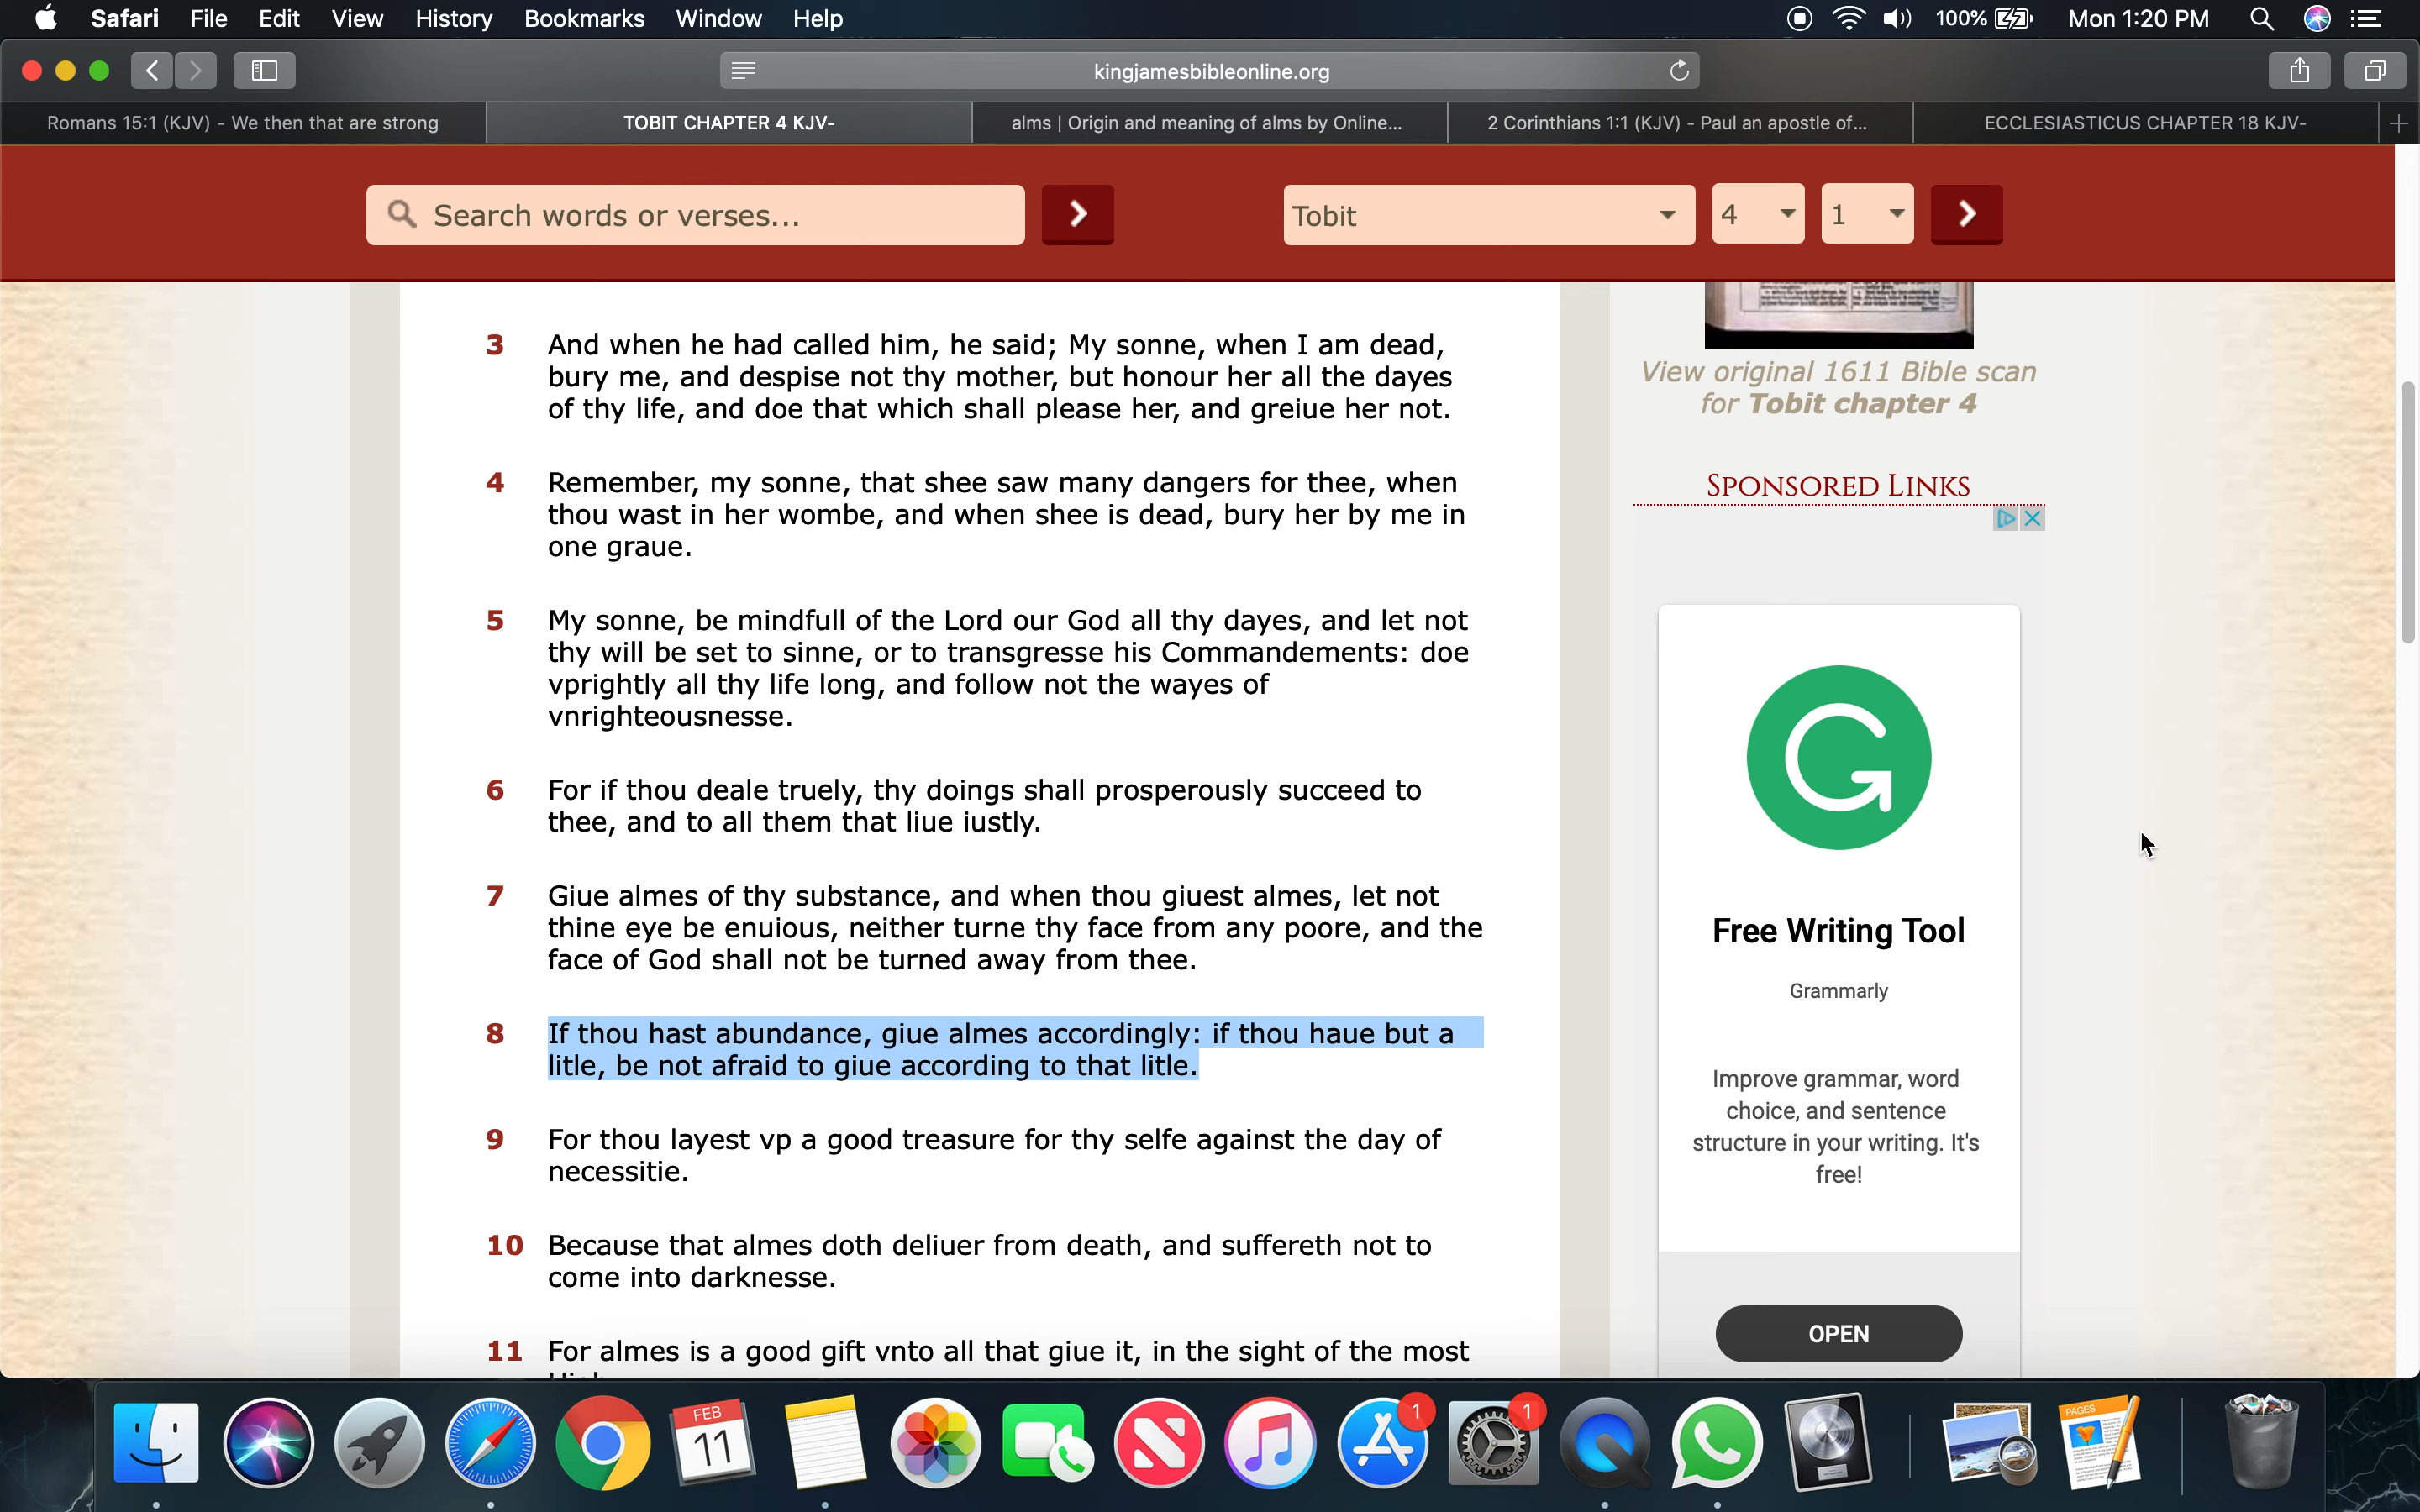 Safari File Edit View History Bookmarks Window Help 100% Mon 1:20 PM
kingjamesbibleonline.org
Romans 15:1 (KJV) - We then that are strong
TOBIT CHAPTER 4 KJV-
alms | Origin and meaning of alms by Online...
2 Corinthians 1:1 (KJV) - Paul an apostle of...
ECCLESIASTICUS CHAPTER 18 KJV-
Search words or verses...
Tobit 4 1
3 And when he had called him, he said; My sonne, when I am dead,
bury me, and despise not thy mother, but honour her all the dayes
of thy life, and doe that which shall please her, and greiue her not.
4 Remember, my sonne, that shee saw many dangers for thee, when
thou wast in her wombe, and when shee is dead, bury her by me in
one graue.
5 My sonne, be mindfull of the Lord our God all thy dayes, and let not
thy will be set to sinne, or to transgresse his Commandements: doe
vprightly all thy life long, and follow not the wayes of
vnrighteousnesse.
6 For if thou deale truely, thy doings shall prosperously succeed to
thee, and to all them that liue iustly.
7 Giue almes of thy substance, and when thou giuest almes, let not
thine eye be enuious, neither turne thy face from any poore, and the
face of God shall not be turned away from thee.
8 If thou hast abundance, giue almes accordingly: if thou haue but a
litle, be not afraid to giue according to that litle.
9 For thou layest vp a good treasure for thy selfe against the day of
necessitie.
10 Because that almes doth deliuer from death, and suffereth not to
come into darknesse.
11 For almes is a good gift vnto all that giue it, in the sight of the most
View original 1611 Bible scan
for Tobit chapter 4
SPONSORED LINKS
Free Writing Tool
Grammarly
Improve grammar, word
choice, and sentence
structure in your writing. It's
free!
OPEN
FEB
11
1
1
PAGES